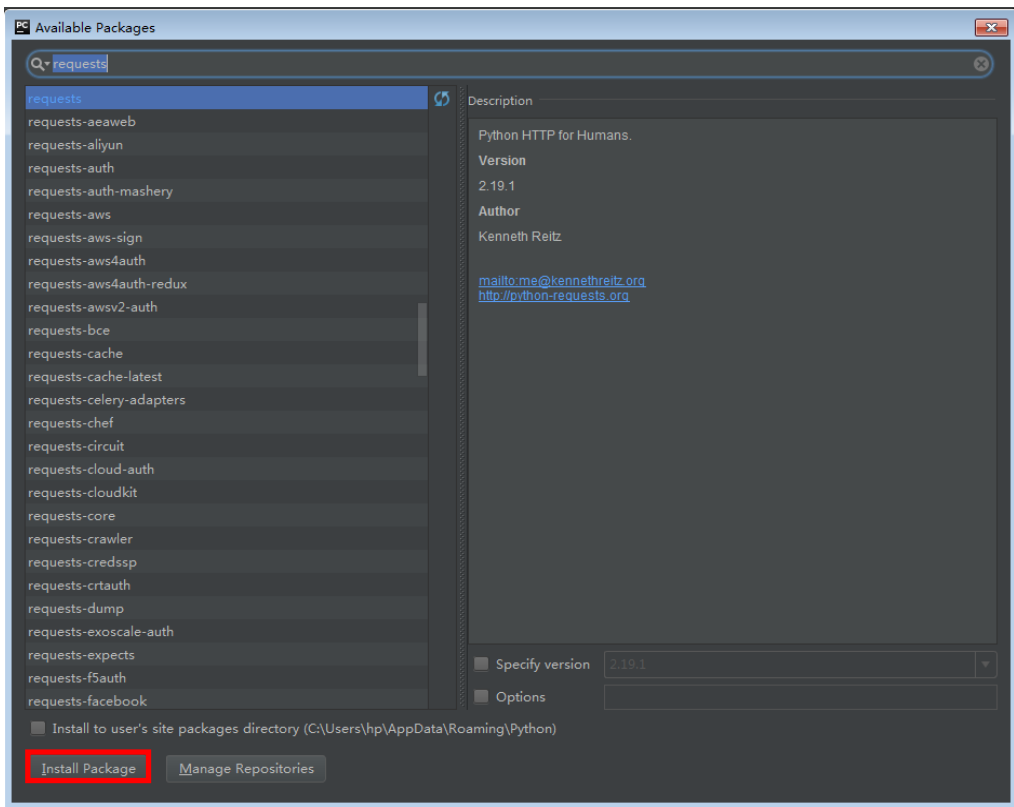 PC Available Packages
requests
requests
requests-aeaweb
requests-aliyun
requests-auth
requests-auth-mashery
requests-aws
requests-aws-sign
requests-aws4auth
requests-aws4auth-redux
requests-awsv2-auth
requests-bce
requests-cache
requests-cache-latest
requests-celery-adapters
requests-chef
requests-circuit
requests-cloud-auth
requests-cloudkit
requests-core
requests-crawler
requests-credssp
requests-crtauth
requests-dump
requests-exoscale-auth
requests-expects
requests-f5auth
requests-facebook
Description
Python HTTP for Humans.
Version
2.19.1
Author
Kenneth Reitz
mailto:me@kennethreitz.org
http://python-requests.org
Specify version 2.19.1
Options
Install to user's site packages directory (C:\Users\hp\AppData\Roaming\Python)
Install Package Manage Repositories